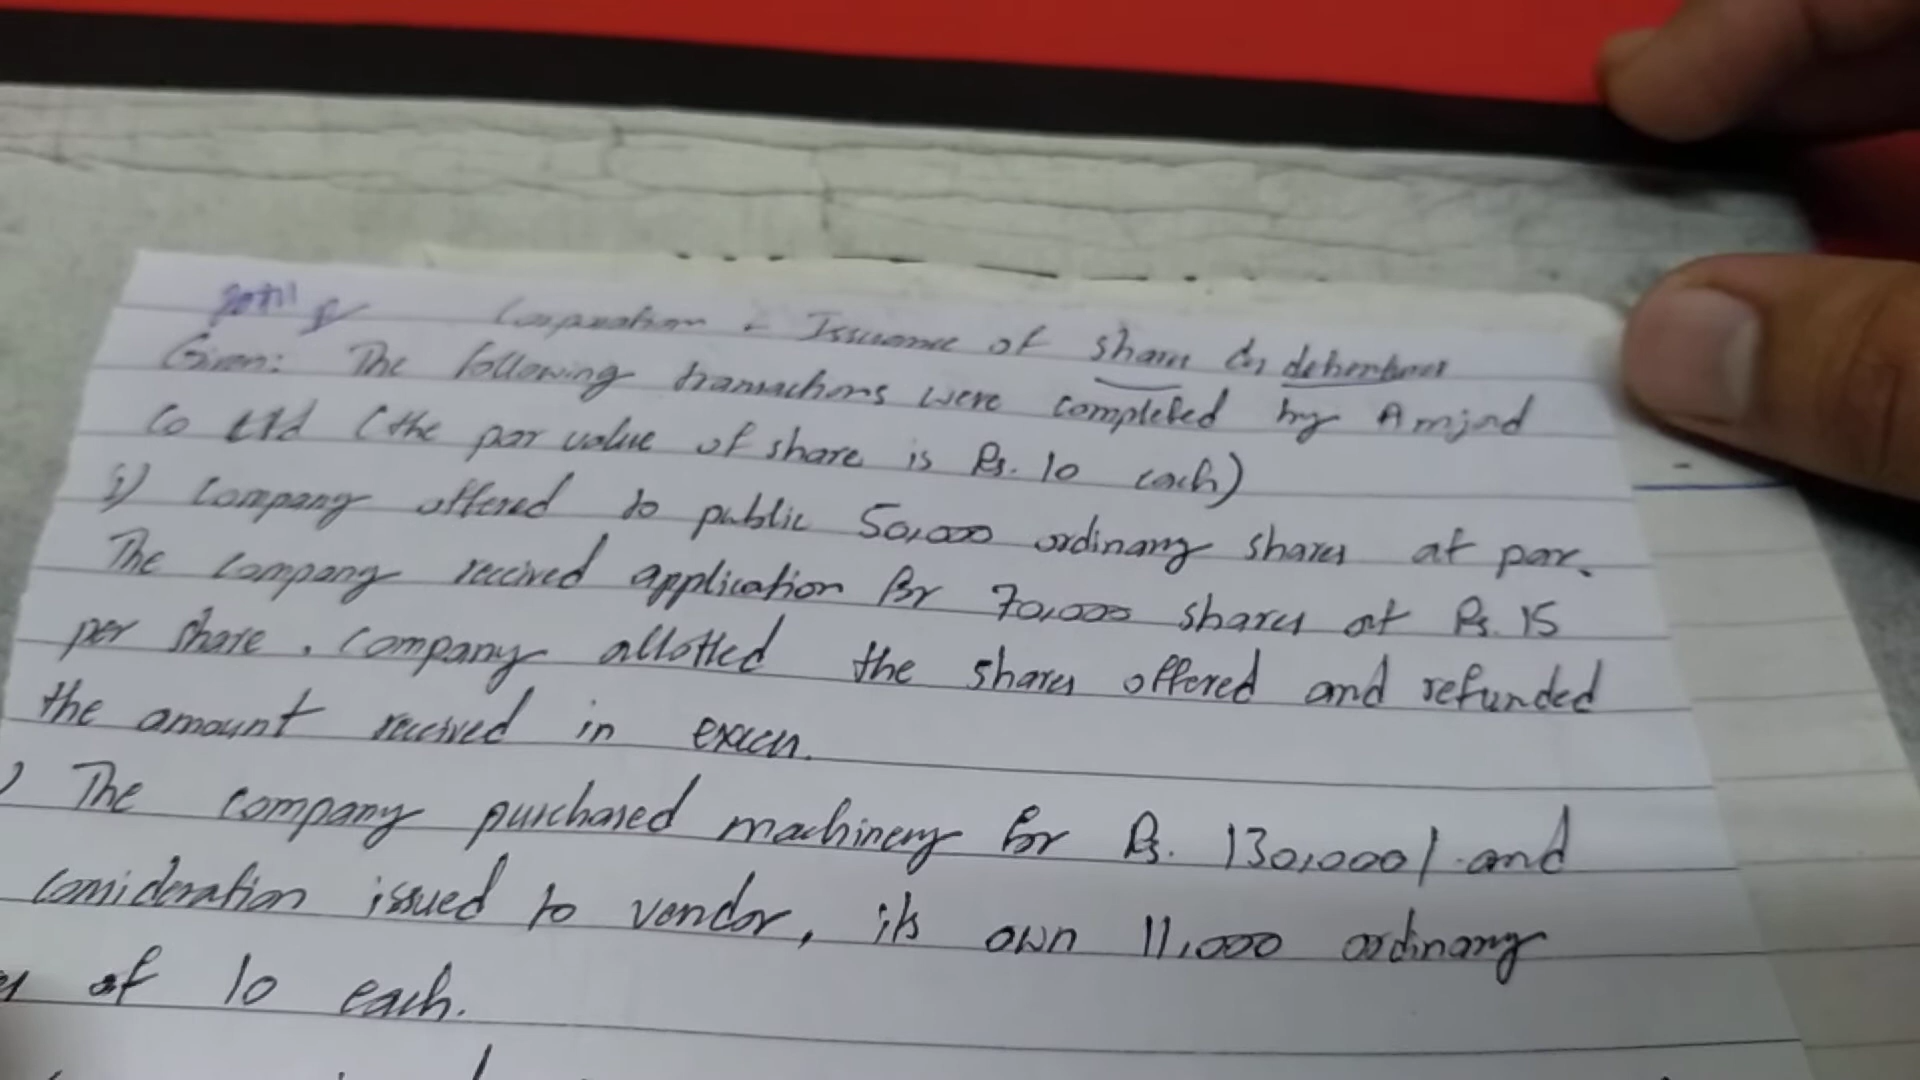 Corporation - Issuance of share & debentures
Given: The following transactions were completed by Amjad
Co Ltd (the par value of share is Rs. 10 each)
i) Company offered to public 50,000 ordinary shares at par.
The company received application for 70,000 shares at Rs. 15
per share. Company allotted the shares offered and refunded
the amount received in excess.
) The company purchased machinery for Rs. 130,000/ and
consideration issued to vendor, its own 11,000 ordinary
of 10 each.